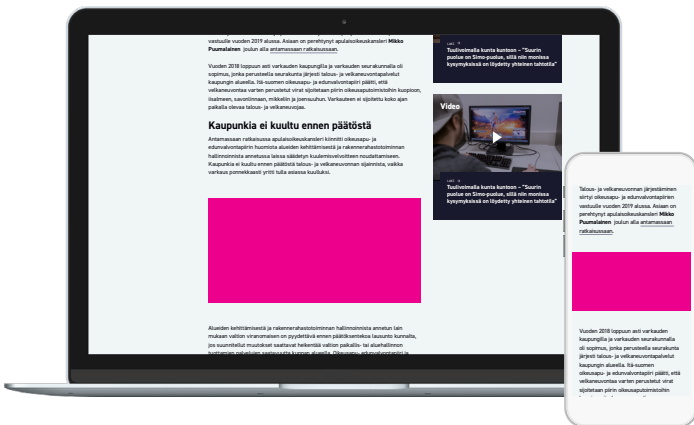 vastuulle vuoden 2019 alussa. Asiaan on perehtynyt apulaisoikeuskansleri Mikko
Puumalainen joulun alla antamassaan ratkaisussaan.
Vuoden 2018 loppuun asti varkauden kaupungilla ja varkauden seurakunnalla oli
sopimus, jonka perusteella seurakunta järjesti talous- ja velkaneuvontapalvelut
kaupungin alueella. Itä-suomen oikeusapu- ja edunvalvontapiiri päätti, että
velkaneuvontaa varten perustetut virat sijoitetaan piirin oikeusaputoimistoihin kuopioon,
iisalmeen, savonlinnaan, mikkeliin ja joensuuhun. Varkauteen ei sijoitettu koko ajan
paikalla olevaa talous- ja velkaneuvojaa.
Kaupunkia ei kuultu ennen päätöstä
Antamassaan ratkaisussa apulaisoikeuskansleri kiinnitti oikeusapu- ja
edunvalvontapiirin huomiota alueiden kehittämisestä ja rakennerahastotoiminnan
hallinnoinnista annetussa laissa säädetyn kuulemisvelvoitteen noudattamiseen.
Kaupunkia ei kuultu ennen päätöstä talous- ja velkaneuvonnan sijainnista, vaikka
varkaus ponnekkaasti yritti tulla asiassa kuulluksi.
Alueiden kehittämisestä ja rakennerahastotoiminnan hallinnoinnista annetun lain
mukaan valtion viranomaisen on pyydettävä ennen päätöksentekoa lausunto kunnalta,
jos suunnitellut muutokset saattavat heikentää valtion paikallis- tai aluehallinnon
tuottamien palvelujen saatavuutta kunnan alueella. Oikeusapu- edunvalvontapiiri ja
Tuulivoimalla kunta kuntoon – "Suurin
puolue on Simo-puolue, sillä niin monissa
kysymyksissä on löydetty yhteinen tahtotila"
Video
Tuulivoimalla kunta kuntoon – "Suurin
puolue on Simo-puolue, sillä niin monissa
kysymyksissä on löydetty yhteinen tahtotila"
Talous- ja velkaneuvonnan järjestäminen
siirtyi oikeusapu- ja edunvalvontapiirien
vastuulle vuoden 2019 alussa. Asiaan on
perehtynyt apulaisoikeuskansleri Mikko
Puumalainen joulun alla antamassaan
ratkaisussaan.
Vuoden 2018 loppuun asti varkauden
kaupungilla ja varkauden seurakunnalla
oli sopimus, jonka perusteella seurakunta
järjesti talous- ja velkaneuvontapalvelut
kaupungin alueella. Itä-suomen
oikeusapu- ja edunvalvontapiiri päätti, että
velkaneuvontaa varten perustetut virat
sijoitetaan piirin oikeusaputoimistoihin